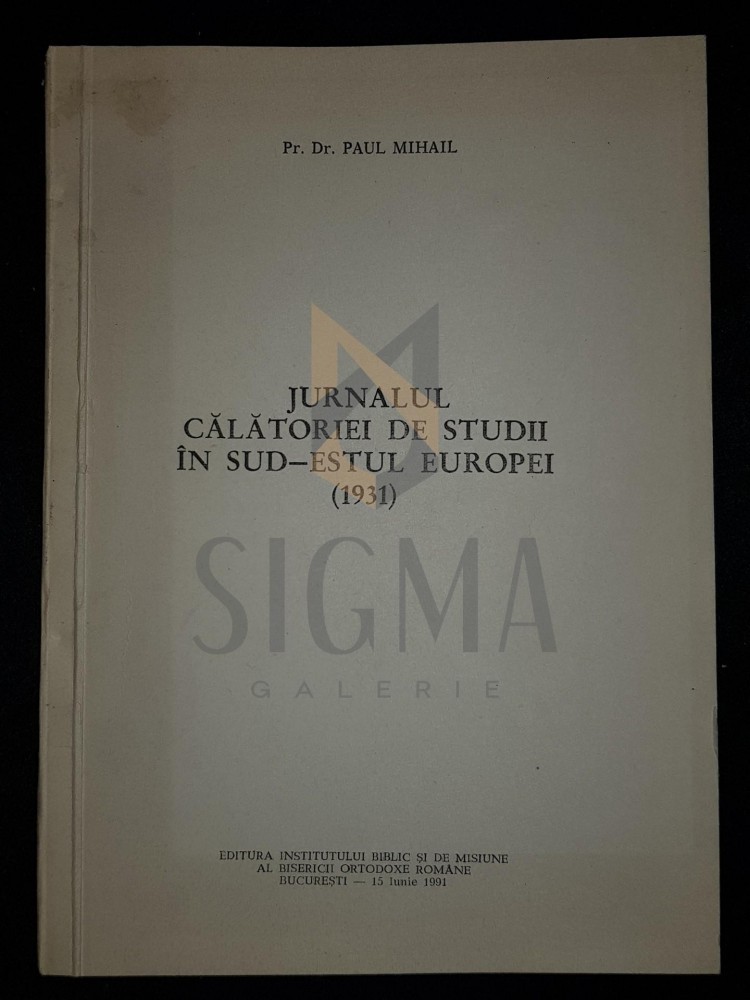 Pr. Dr. PAUL MIHAIL
JURNALUL
CĂLĂTORIEI DE STUDII
ÎN SUD–ESTUL EUROPEI
(1931)
SIGMA
GALERIE
EDITURA INSTITUTULUI BIBLIC ȘI DE MISIUNE
AL BISERICII ORTODOXE ROMÂNE
BUCUREȘTI — 15 Iunie 1991